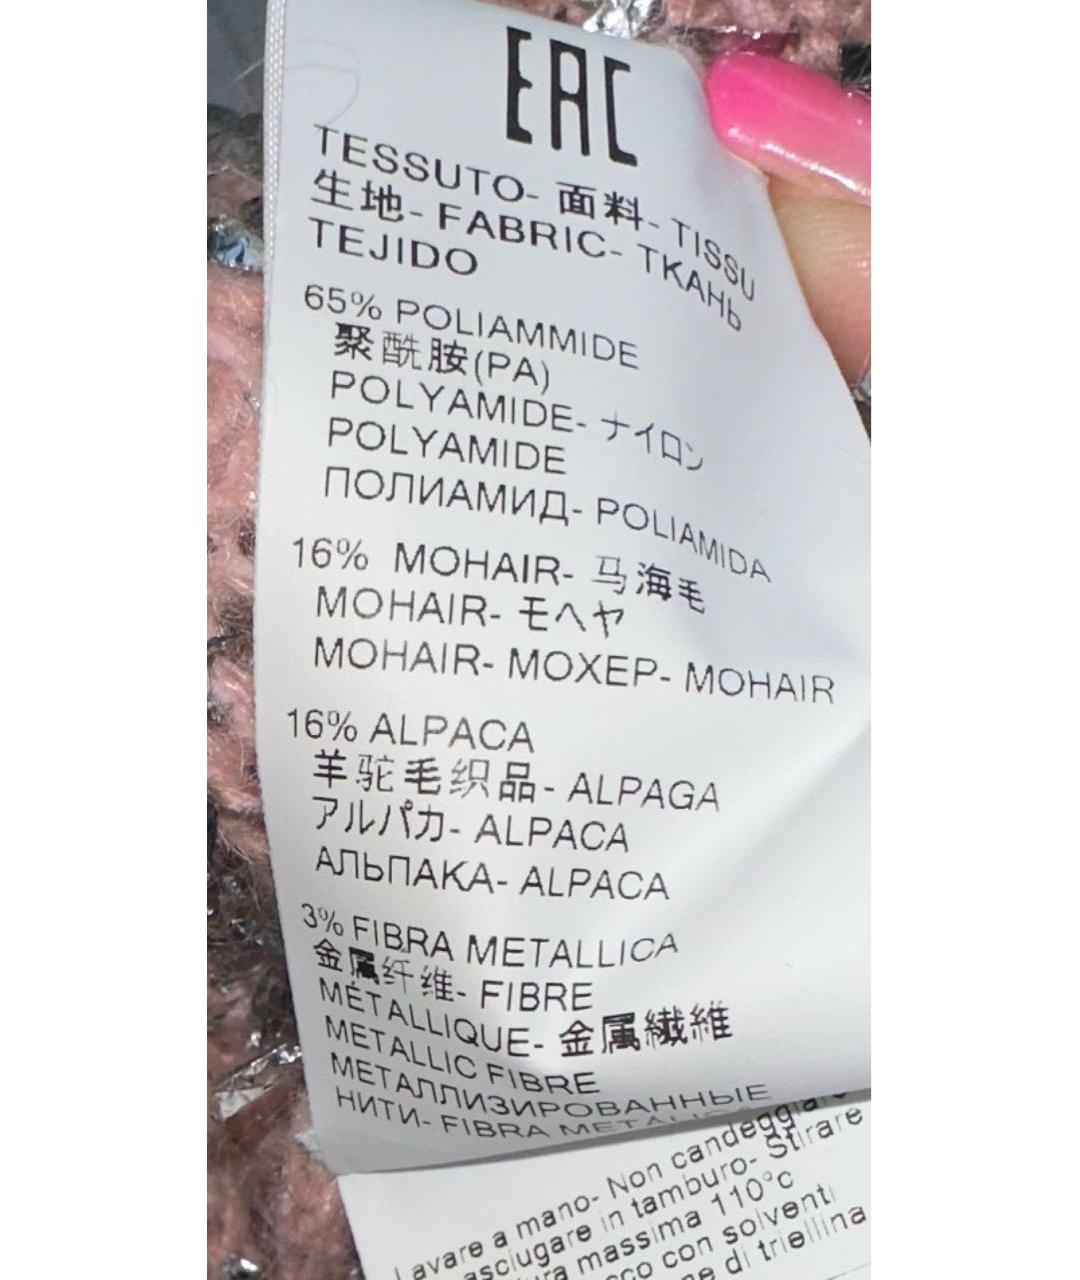 EAC
TESSUTO- 面料- TISSU
生地- FABRIC- ТКАНЬ
TEJIDO
65% POLIAMMIDE
聚酰胺(PA)
POLYAMIDE- ナイロン
POLYAMIDE
ПОЛИАМИД- POLIAMIDA
16% MOHAIR- 马海毛
MOHAIR- モヘヤ
MOHAIR- МОХЕР- MOHAIR
16% ALPACA
羊驼毛织品- ALPAGA
アルパカ- ALPACA
АЛЬПАКА- ALPACA
3% FIBRA METALLICA
金属纤维- FIBRE
MÉTALLIQUE- 金属繊維
METALLIC FIBRE
МЕТАЛЛИЗИРОВАННЫЕ
НИТИ- FIBRA
Lavare a mano- Non candeggiare
asciugare in tamburo- Stirare
massima 110°c
con solventi
di triellina